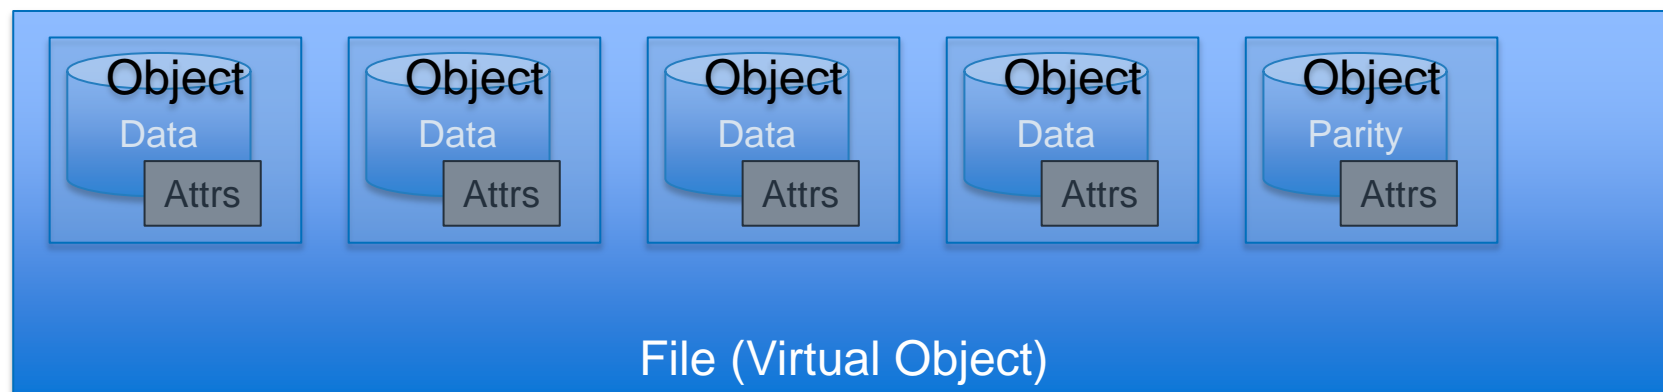 Object
Data
Attrs
Object
Data
Attrs
Object
Data
Attrs
Object
Data
Attrs
Object
Parity
Attrs
File (Virtual Object)